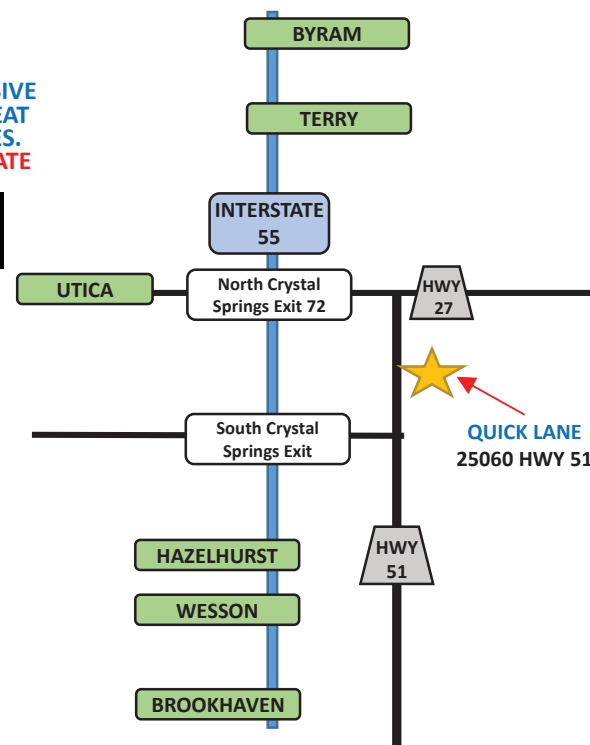 BYRAM
TERRY
INTERSTATE
55
UTICA
North Crystal
Springs Exit 72
HWY
27
South Crystal
Springs Exit
QUICK LANE
25060 HWY 51
HAZELHURST
HWY
51
WESSON
BROOKHAVEN